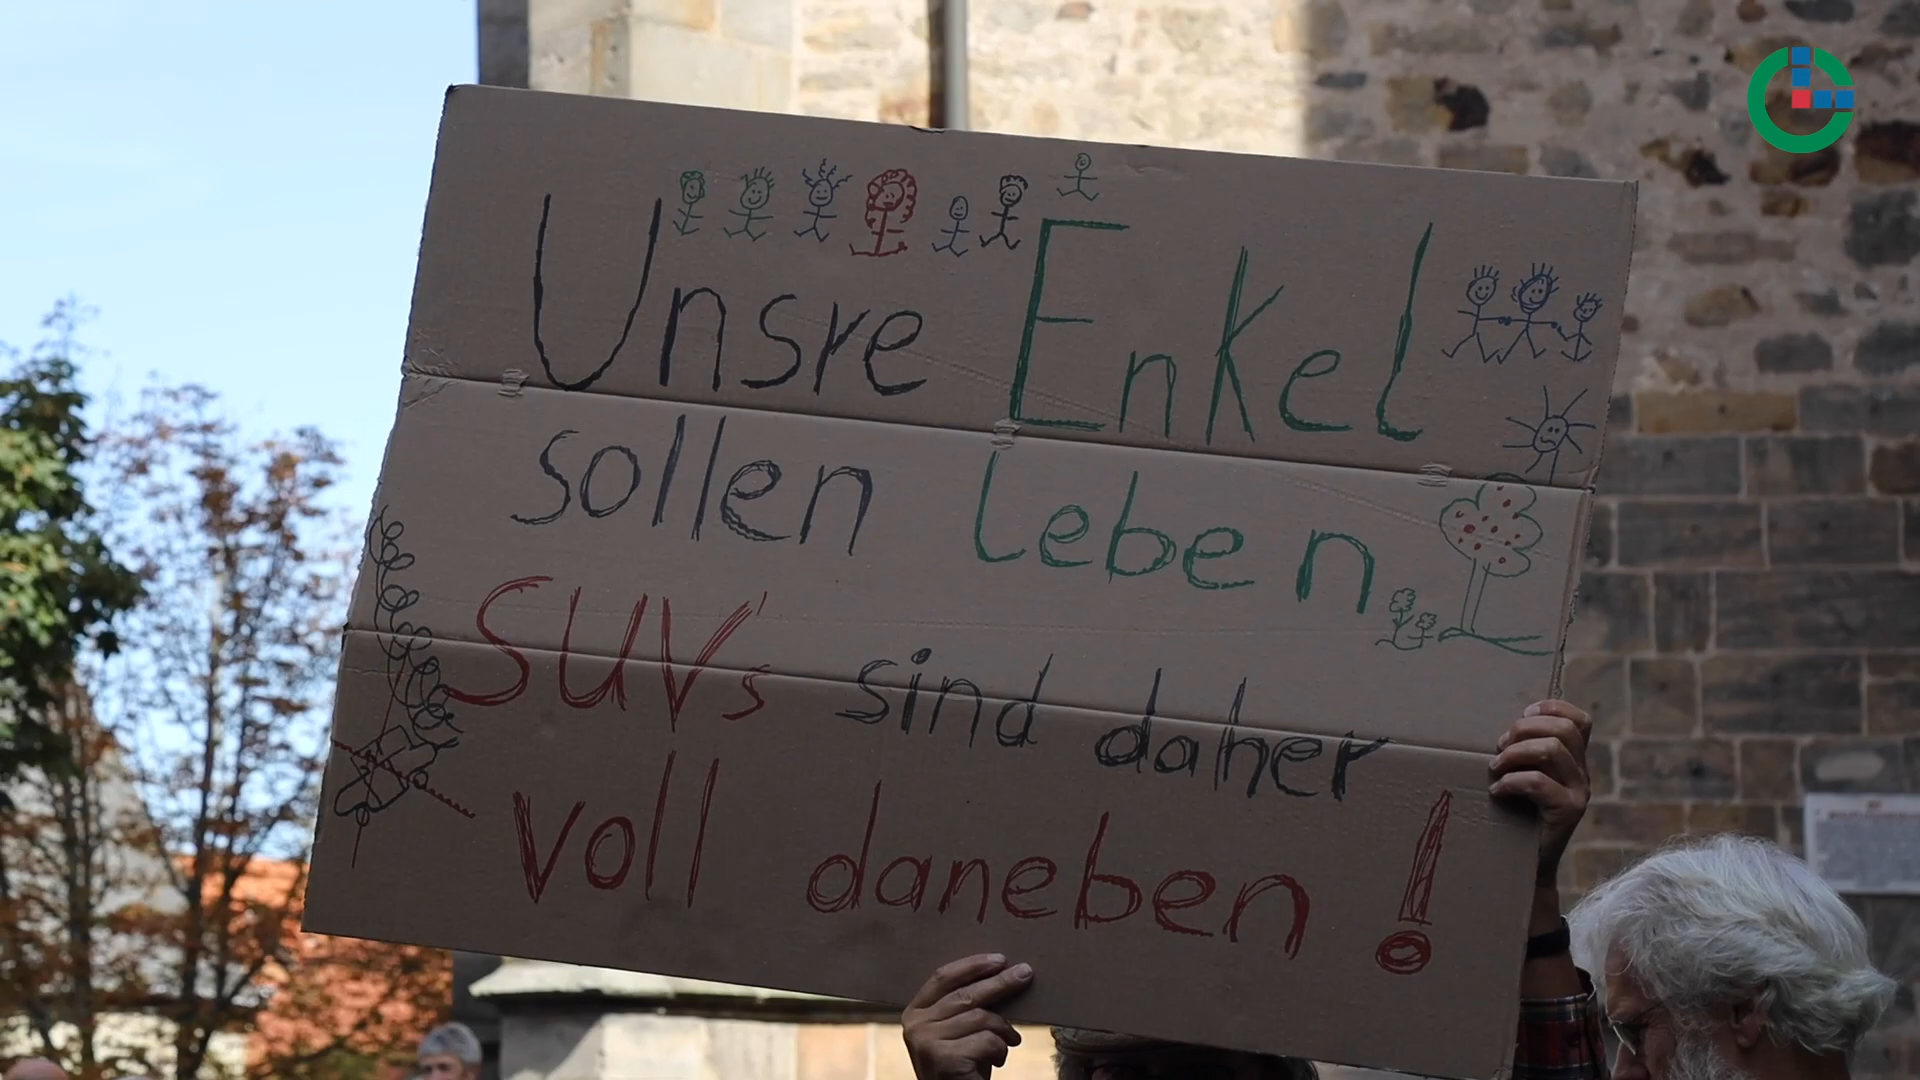 Unsre Enkel
sollen leben
SUV's sind daher
voll daneben!